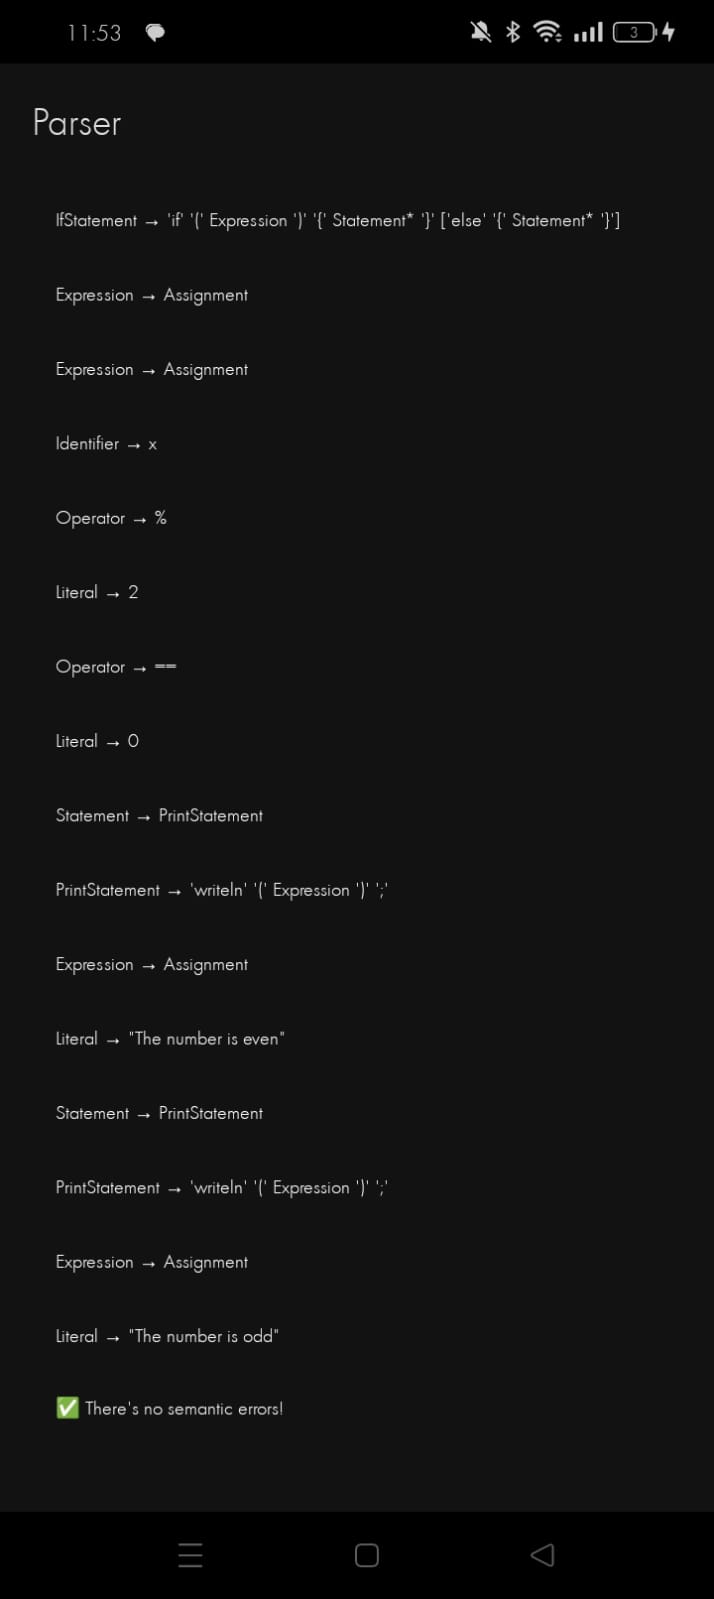 11:53
3
Parser
IfStatement → 'if' '(' Expression ')' '{' Statement* '}' ['else' '{' Statement* '}']
Expression → Assignment
Expression → Assignment
Identifier → x
Operator → %
Literal → 2
Operator → ==
Literal → 0
Statement → PrintStatement
PrintStatement → 'writeln' '(' Expression ')' ';'
Expression → Assignment
Literal → "The number is even"
Statement → PrintStatement
PrintStatement → 'writeln' '(' Expression ')' ';'
Expression → Assignment
Literal → "The number is odd"
✅ There's no semantic errors!